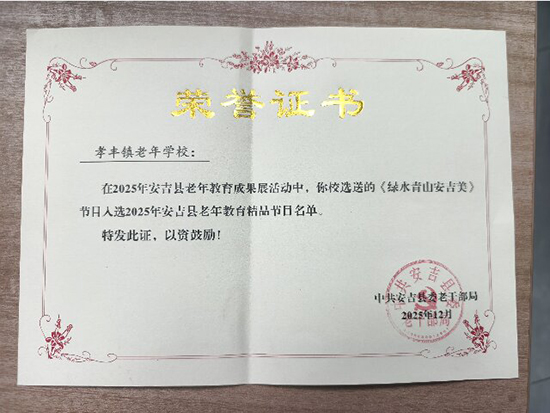 荣誉证书
孝丰镇老年学校：
在2025年安吉县老年教育成果展活动中，你校选送的《绿水青山安吉美》
节目入选2025年安吉县老年教育精品节目名单。
特发此证，以资鼓励！
中共安吉县委老干部局
2025年12月